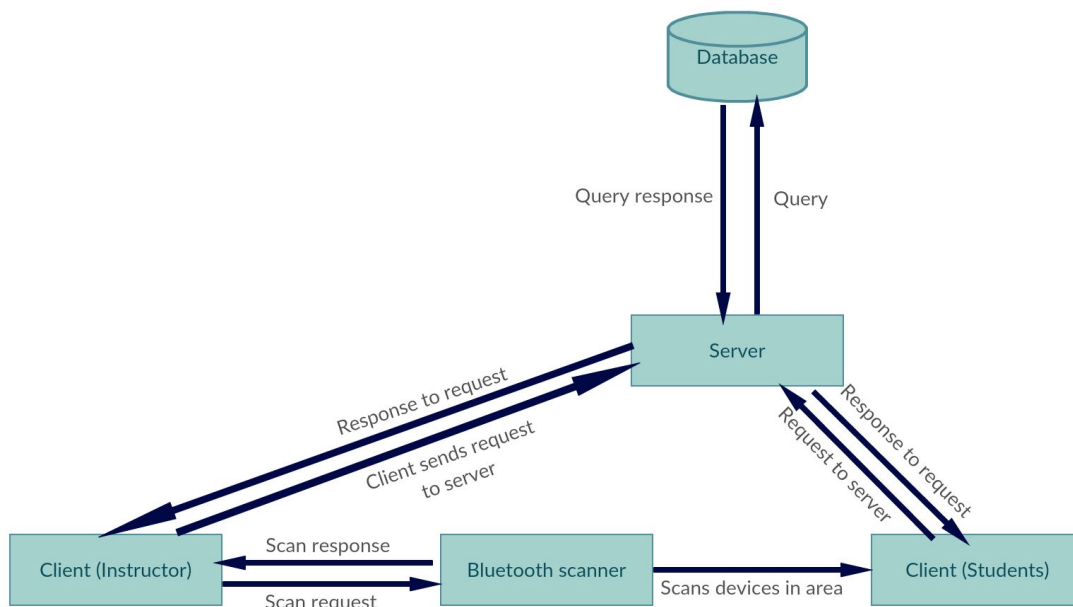 Database
Query response
Query
Server
Response to request
Client sends request
to server
Response to request
Request to server
Client (Instructor)
Scan response
Scan request
Bluetooth scanner
Scans devices in area
Client (Students)